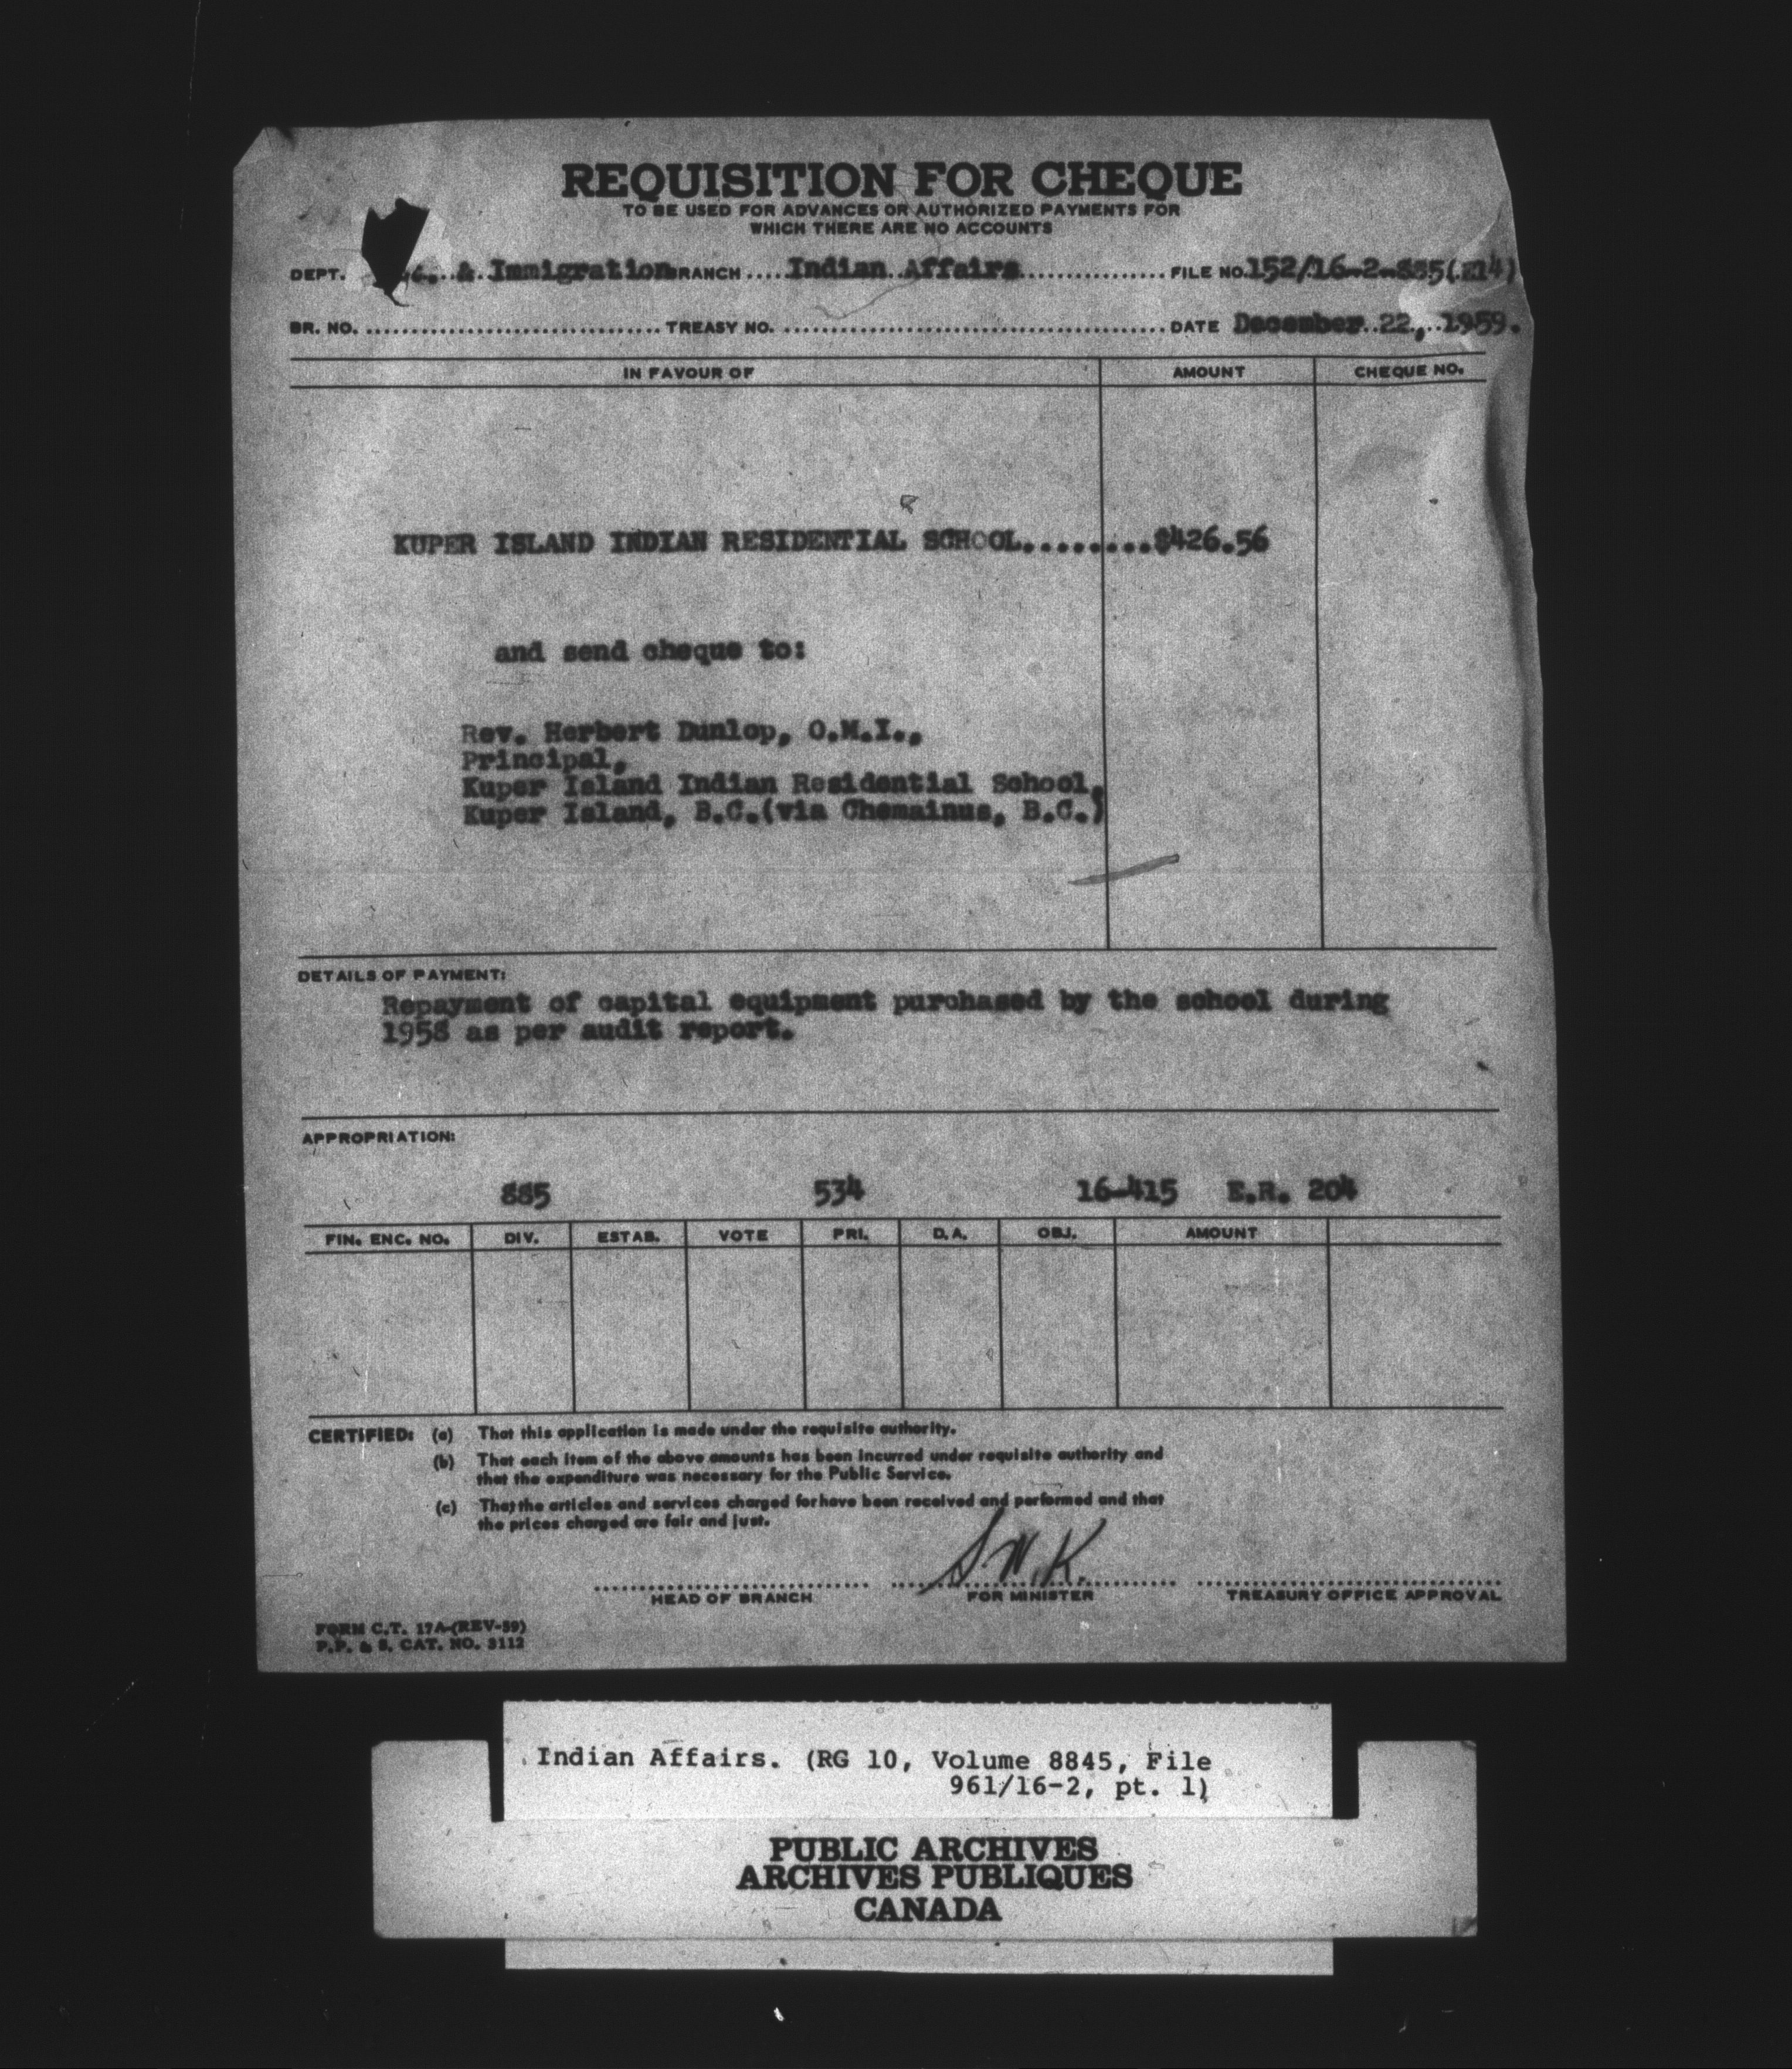 REQUISITION FOR CHEQUE
TO BE USED FOR ADVANCES OR AUTHORIZED PAYMENTS FOR
WHICH THERE ARE NO ACCOUNTS
DEPT. & Immigration BRANCH.....Indian Affairs................FILE NO.152/16-2-885(E14)
BR. NO. ................................TREASY NO. ..........................................DATE December 22, 1959.
IN FAVOUR OF AMOUNT CHEQUE NO.
KUPER ISLAND INDIAN RESIDENTIAL SCHOOL.........$426.56
and send cheque to:
Rev. Herbert Dunlop, O.M.I.,
Principal,
Kuper Island Indian Residential School,
Kuper Island, B.C.(via Chemainus, B.C.)
DETAILS OF PAYMENT:
Repayment of capital equipment purchased by the school during
1958 as per audit report.
APPROPRIATION:
885 534 16-415 E.R. 204
FIN. ENC. NO. DIV. ESTAB. VOTE PRI. D.A. OBJ. AMOUNT
CERTIFIED: (a) That this application is made under the requisite authority.
(b) That each item of the above amounts has been incurred under requisite authority and
that the expenditure was necessary for the Public Service.
(c) That the articles and services charged for have been received and performed and that
the prices charged are fair and just.
S.W.K.
HEAD OF BRANCH FOR MINISTER TREASURY OFFICE APPROVAL
FORM C.T. 17A-(REV-59)
P.P. & S. CAT. NO. 3112
Indian Affairs. (RG 10, Volume 8845, File
961/16-2, pt. 1)
PUBLIC ARCHIVES
ARCHIVES PUBLIQUES
CANADA